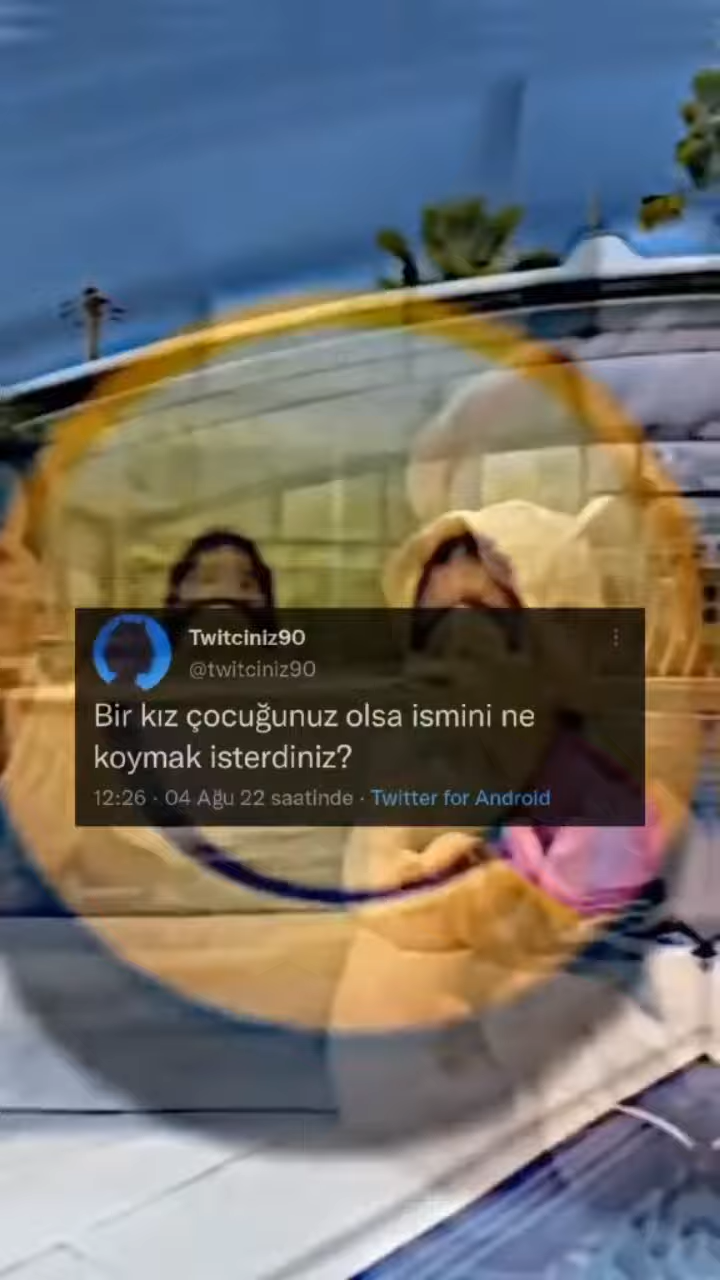 Twitciniz90
@twitciniz90
Bir kız çocuğunuz olsa ismini ne
koymak isterdiniz?
12:26 · 04 Ağu 22 saatinde · Twitter for Android